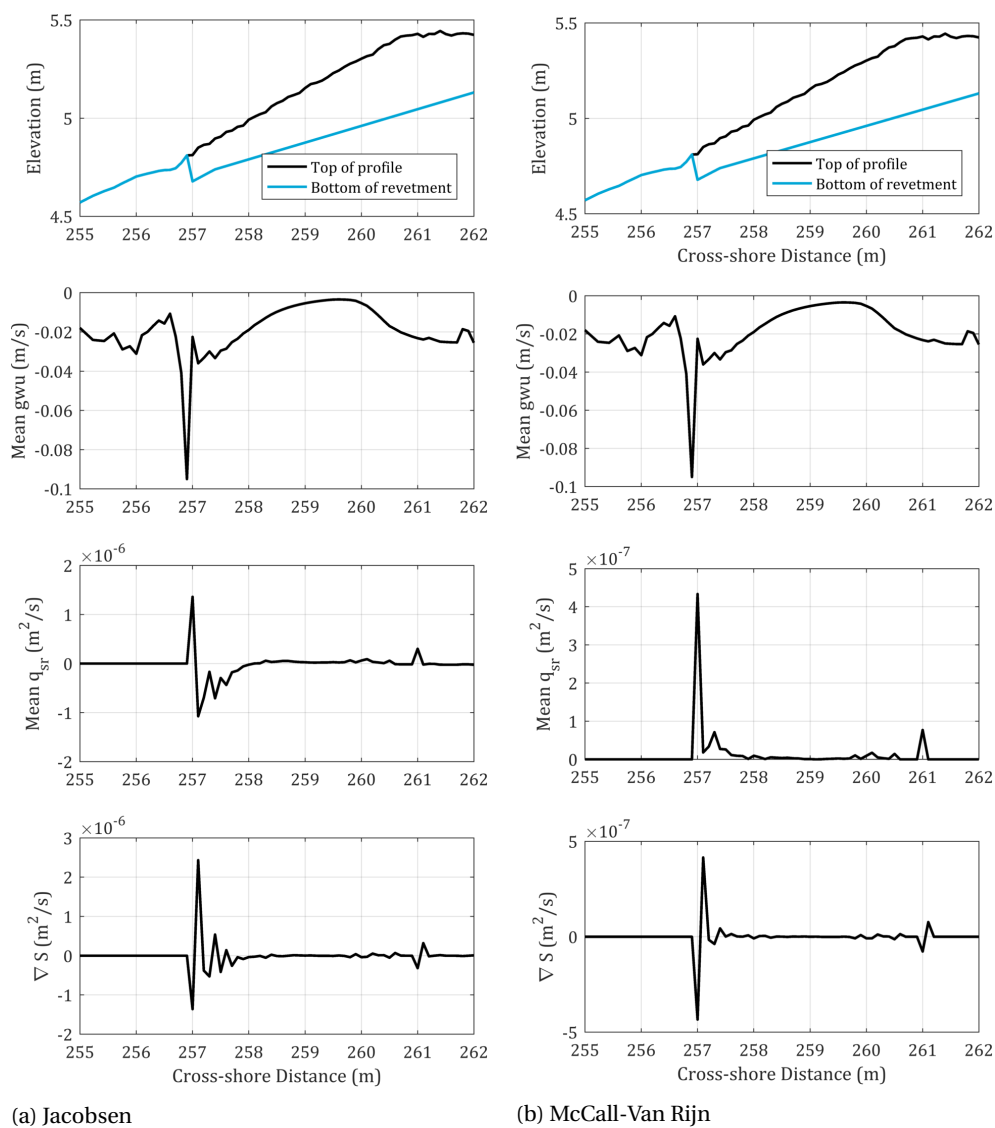 5.5
5
4.5
Elevation (m)
Top of profile
Bottom of revetment
255 256 257 258 259 260 261 262
0
-0.02
-0.04
-0.06
-0.08
-0.1
Mean gwu (m/s)
255 256 257 258 259 260 261 262
×10⁻⁶
2
1
0
-1
-2
Mean q_sr (m²/s)
255 256 257 258 259 260 261 262
×10⁻⁶
3
2
1
0
-1
-2
∇ S (m²/s)
255 256 257 258 259 260 261 262
Cross-shore Distance (m)
(a) Jacobsen
5.5
5
4.5
Elevation (m)
Top of profile
Bottom of revetment
255 256 257 258 259 260 261 262
Cross-shore Distance (m)
0
-0.02
-0.04
-0.06
-0.08
-0.1
Mean gwu (m/s)
255 256 257 258 259 260 261 262
×10⁻⁷
5
4
3
2
1
0
Mean q_sr (m²/s)
255 256 257 258 259 260 261 262
×10⁻⁷
5
0
-5
∇ S (m²/s)
255 256 257 258 259 260 261 262
Cross-shore Distance (m)
(b) McCall-Van Rijn